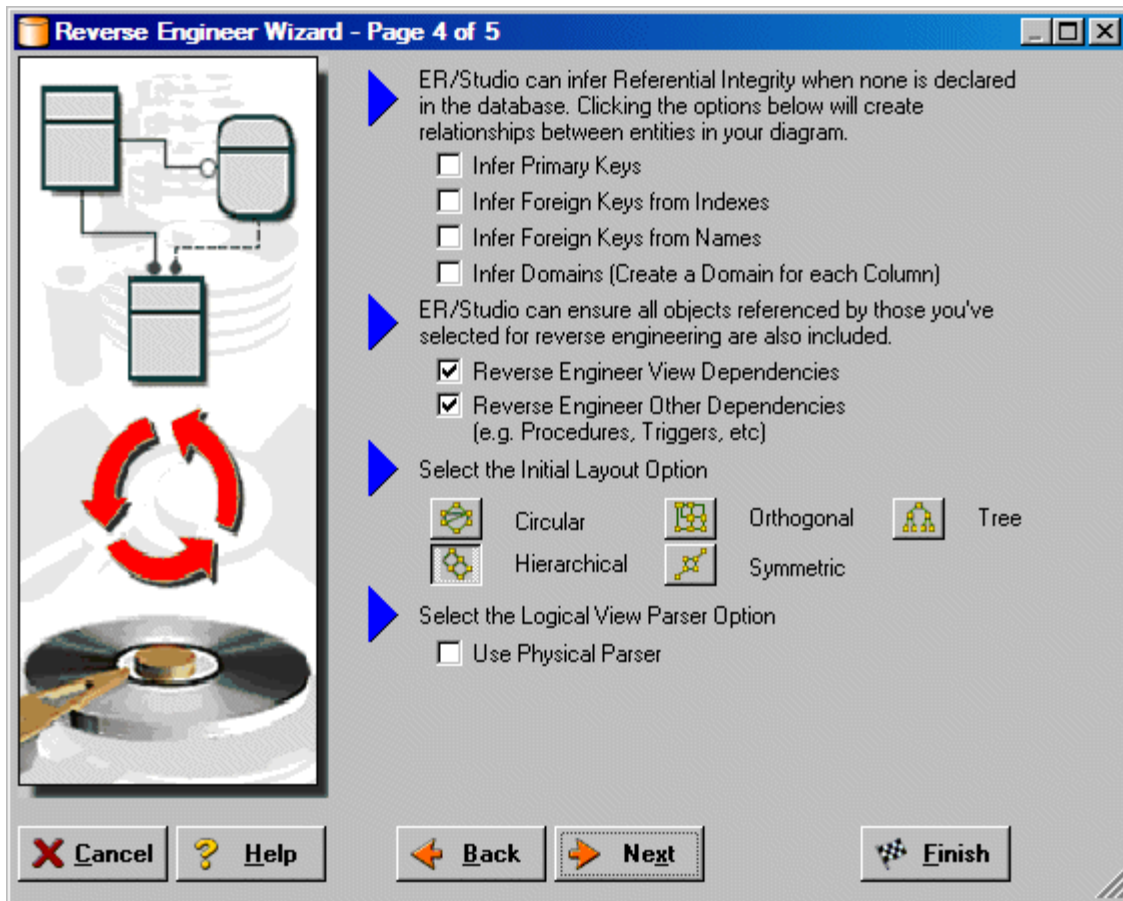 Reverse Engineer Wizard - Page 4 of 5
ER/Studio can infer Referential Integrity when none is declared
in the database. Clicking the options below will create
relationships between entities in your diagram.
Infer Primary Keys
Infer Foreign Keys from Indexes
Infer Foreign Keys from Names
Infer Domains (Create a Domain for each Column)
ER/Studio can ensure all objects referenced by those you've
selected for reverse engineering are also included.
Reverse Engineer View Dependencies
Reverse Engineer Other Dependencies
(e.g. Procedures, Triggers, etc)
Select the Initial Layout Option
Circular Orthogonal Tree
Hierarchical Symmetric
Select the Logical View Parser Option
Use Physical Parser
Cancel Help Back Next Finish